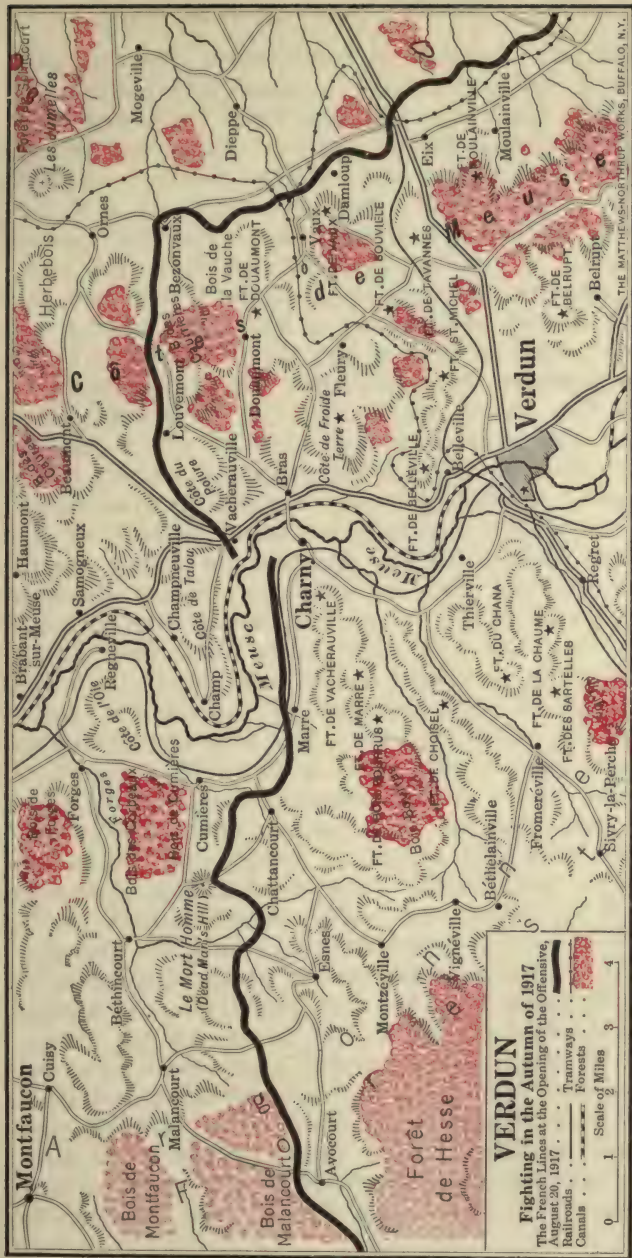 Montfaucon
Cuisy
A
r
Bois de
Montfaucon
Malancourt
Bois de
Malancourt
Avocourt
Forêt
de Hesse
Béthincourt
Le Mort Homme
(Dead Man's Hill)
Esnes
Montzéville
Vignéville
Béthelainville
Chattancourt
Forges
Forges
Bois des Corbeaux
Cumières
Côte de l'Oie
Regnéville
Brabant-
sur-Meuse
Haumont
Samogneux
Champneuville
Côte de Talou
Champ
Meuse
Marre
Charny
FT. DE VACHERAUVILLE
FT. DE MARRE
FT. DE CHOISEL
Fromeréville
Sivry-la-Perche
FT. DES SARTELLES
FT. DE LA CHAUME
FT. DU CHANA
Thierville
Regret
Verdun
Meuse
Belleville
FT. DE BELLEVILLE
FT. ST. MICHEL
Bras
Vacherauville
Côte du
Poivre
Côte de Froide
Terre
Fleury
Louvemont
Beaumont
Herbebois
Ornes
Les Jumelles
Mogeville
Dieppe
Bezonvaux
Bois de
la Vauche
FT. DE
DOUAUMONT
Douaumont
Vaux
FT. DE VAUX
Damloup
FT. DE SOUVILLE
FT. DE TAVANNES
Eix
FT. DE
MOULAINVILLE
Moulainville
FT. DE
BELRUPT
Belrupt
C ô t e s
d e
M e u s e
VERDUN
Fighting in the Autumn of 1917
The French Lines at the Opening of the Offensive,
August 20, 1917
Railroads
Tramways
Canals
Forests
Scale of Miles
0 1 2 3 4
THE MATTHEWS-NORTHRUP WORKS, BUFFALO, N.Y.